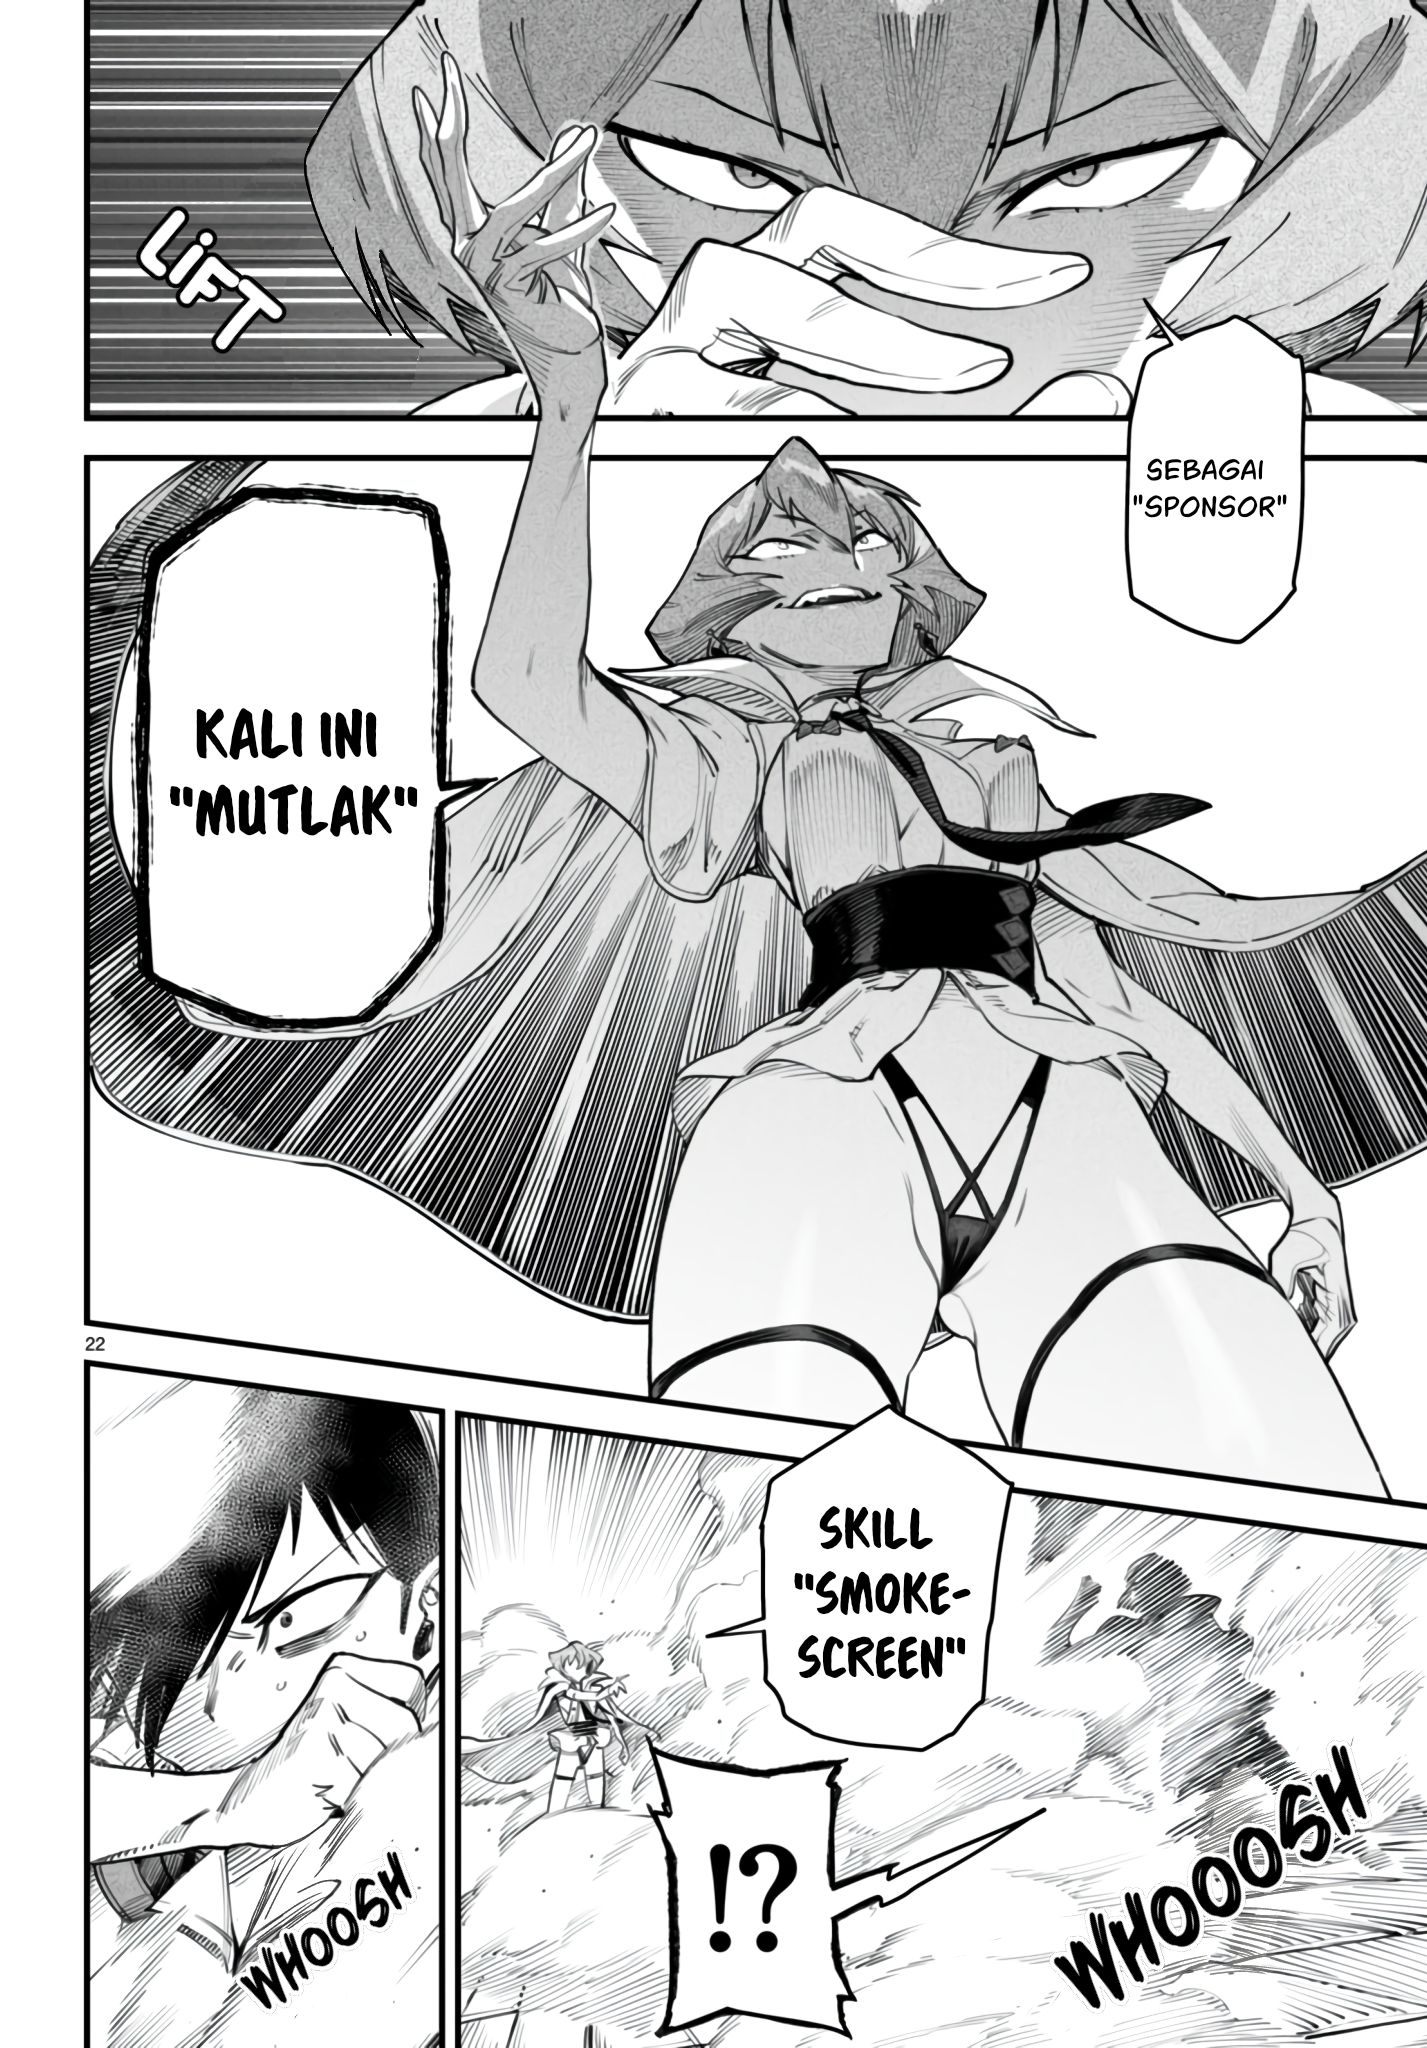 LIFT
SEBAGAI
"SPONSOR"
KALI INI
"MUTLAK"
22
SKILL
"SMOKE-
SCREEN"
!?
WHOOOSH
WHOOSH